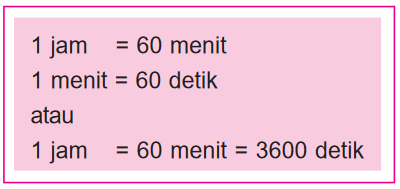 1 jam = 60 menit
1 menit = 60 detik
atau
1 jam = 60 menit = 3600 detik